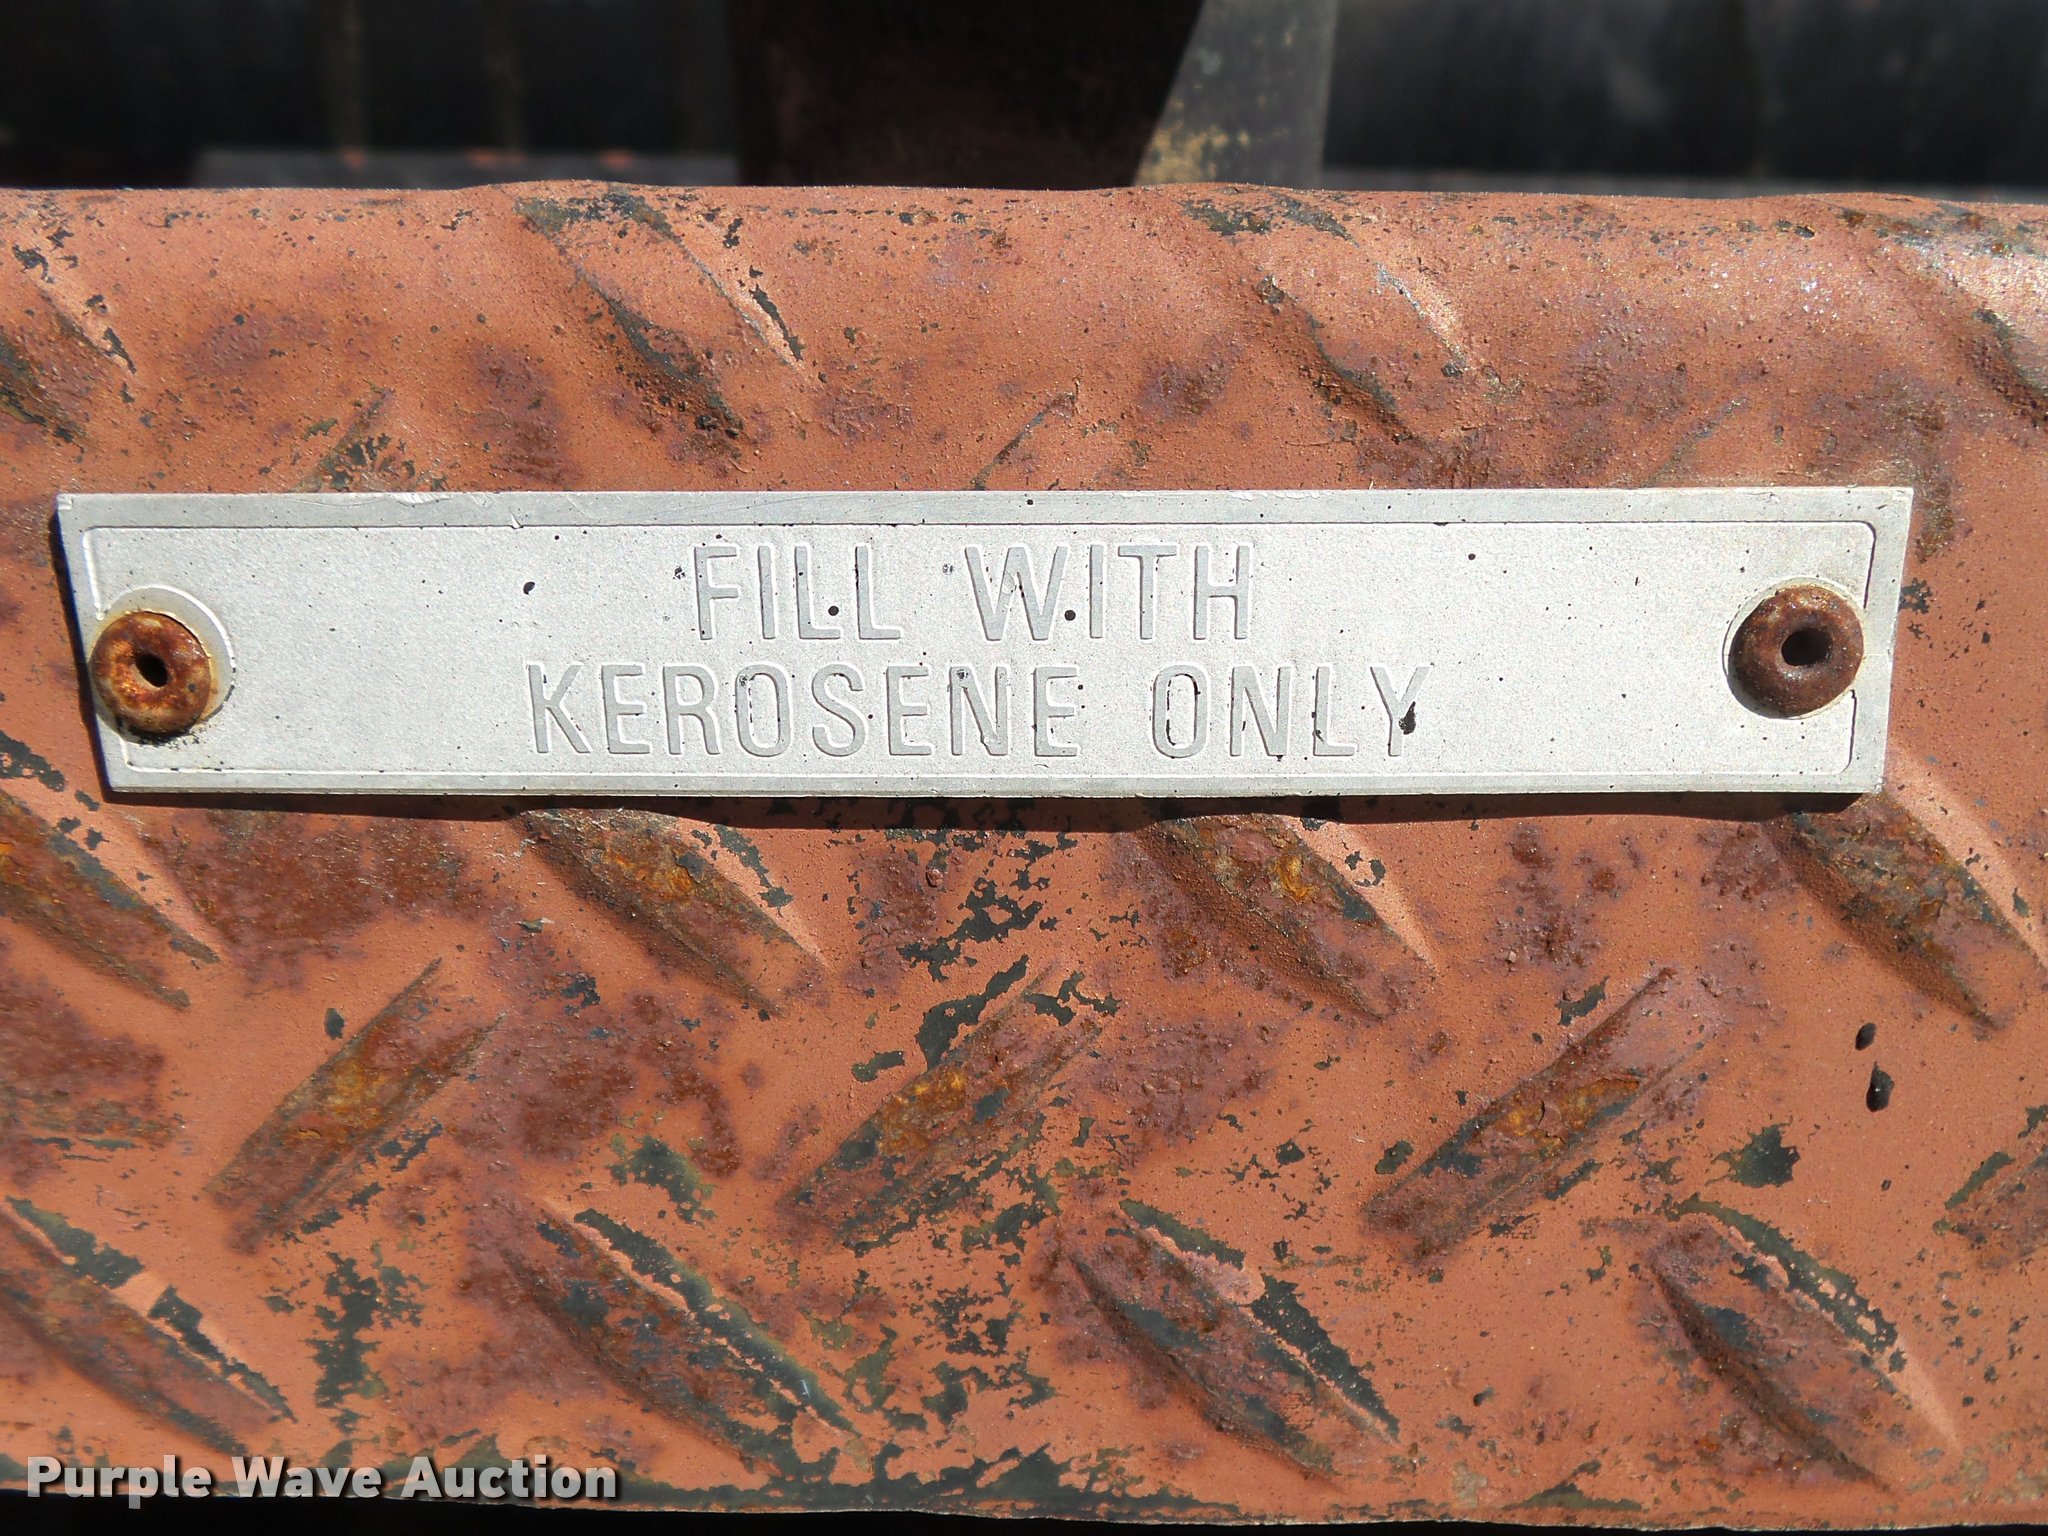 FILL WITH
KEROSENE ONLY
Purple Wave Auction